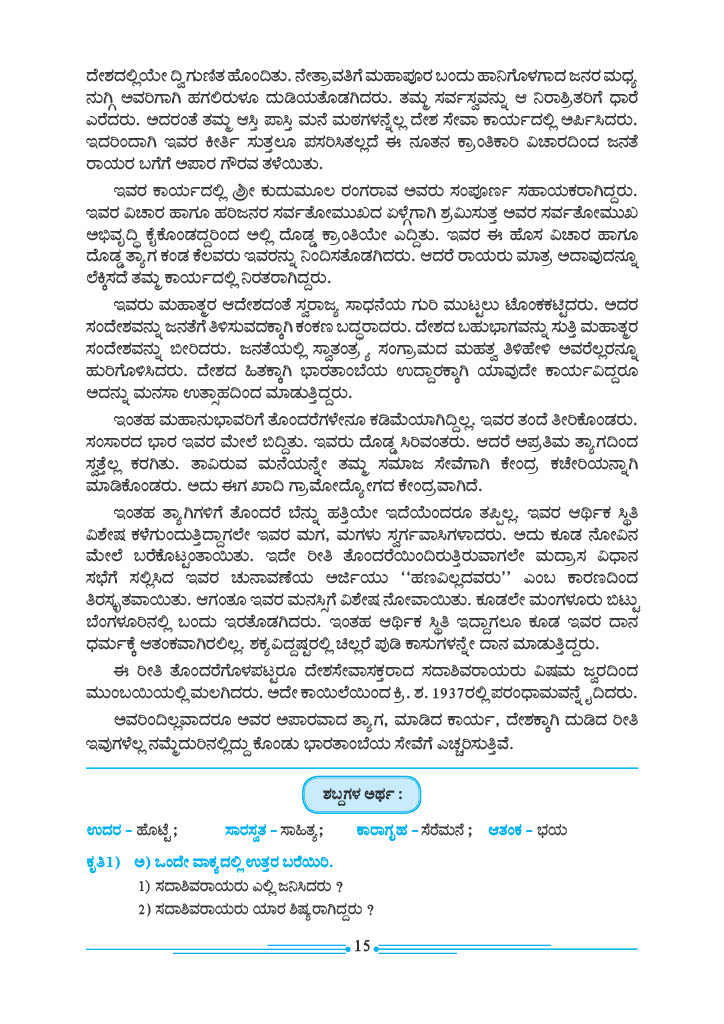 ದೇಶದಲ್ಲಿಯೇ ದ್ವಿಗುಣಿತ ಹೊಂದಿತು. ನೇತ್ರಾವತಿಗೆ ಮಹಾಪೂರ ಬಂದು ಹಾನಿಗೊಳಗಾದ ಜನರ ಮಧ್ಯ
ನುಗ್ಗಿ ಅವರಿಗಾಗಿ ಹಗಲಿರುಳೂ ದುಡಿಯತೊಡಗಿದರು. ತಮ್ಮ ಸರ್ವಸ್ವವನ್ನು ಆ ನಿರಾಶ್ರಿತರಿಗೆ ಧಾರೆ
ಎರೆದರು. ಅದರಂತೆ ತಮ್ಮ ಆಸ್ತಿ ಪಾಸ್ತಿ ಮನೆ ಮಠಗಳನ್ನೆಲ್ಲ ದೇಶ ಸೇವಾ ಕಾರ್ಯದಲ್ಲಿ ಅರ್ಪಿಸಿದರು.
ಇದರಿಂದಾಗಿ ಇವರ ಕೀರ್ತಿ ಸುತ್ತಲೂ ಪಸರಿಸಿತಲ್ಲದೆ ಈ ನೂತನ ಕ್ರಾಂತಿಕಾರಿ ವಿಚಾರದಿಂದ ಜನತೆ
ರಾಯರ ಬಗೆಗೆ ಅಪಾರ ಗೌರವ ತಳೆಯಿತು.
ಇವರ ಕಾರ್ಯದಲ್ಲಿ ಶ್ರೀ ಕುದುಮೂಲ ರಂಗರಾವ ಅವರು ಸಂಪೂರ್ಣ ಸಹಾಯಕರಾಗಿದ್ದರು.
ಇವರ ವಿಚಾರ ಹಾಗೂ ಹರಿಜನರ ಸರ್ವತೋಮುಖದ ಏಳ್ಗೆಗಾಗಿ ಶ್ರಮಿಸುತ್ತ ಅವರ ಸರ್ವತೋಮುಖ
ಅಭಿವೃದ್ಧಿ ಕೈಕೊಂಡದ್ದರಿಂದ ಅಲ್ಲಿ ದೊಡ್ಡ ಕ್ರಾಂತಿಯೇ ಎದ್ದಿತು. ಇವರ ಈ ಹೊಸ ವಿಚಾರ ಹಾಗೂ
ದೊಡ್ಡ ತ್ಯಾಗ ಕಂಡ ಕೆಲವರು ಇವರನ್ನು ನಿಂದಿಸತೊಡಗಿದರು. ಆದರೆ ರಾಯರು ಮಾತ್ರ ಅದಾವುದನ್ನೂ
ಲೆಕ್ಕಿಸದೆ ತಮ್ಮ ಕಾರ್ಯದಲ್ಲಿ ನಿರತರಾಗಿದ್ದರು.
ಇವರು ಮಹಾತ್ಮರ ಆದೇಶದಂತೆ ಸ್ವರಾಜ್ಯ ಸಾಧನೆಯ ಗುರಿ ಮುಟ್ಟಲು ಟೊಂಕಕಟ್ಟಿದರು. ಅದರ
ಸಂದೇಶವನ್ನು ಜನತೆಗೆ ತಿಳಿಸುವದಕ್ಕಾಗಿ ಕಂಕಣ ಬದ್ಧರಾದರು. ದೇಶದ ಬಹುಭಾಗವನ್ನು ಸುತ್ತಿ ಮಹಾತ್ಮರ
ಸಂದೇಶವನ್ನು ಬೀರಿದರು. ಜನತೆಯಲ್ಲಿ ಸ್ವಾತಂತ್ರ್ಯ ಸಂಗ್ರಾಮದ ಮಹತ್ವ ತಿಳಿಹೇಳಿ ಅವರೆಲ್ಲರನ್ನೂ
ಹುರಿಗೊಳಿಸಿದರು. ದೇಶದ ಹಿತಕ್ಕಾಗಿ ಭಾರತಾಂಬೆಯ ಉದ್ದಾರಕ್ಕಾಗಿ ಯಾವುದೇ ಕಾರ್ಯವಿದ್ದರೂ
ಅದನ್ನು ಮನಸಾ ಉತ್ಸಾಹದಿಂದ ಮಾಡುತ್ತಿದ್ದರು.
ಇಂತಹ ಮಹಾನುಭಾವರಿಗೆ ತೊಂದರೆಗಳೇನೂ ಕಡಿಮೆಯಾಗಿದ್ದಿಲ್ಲ. ಇವರ ತಂದೆ ತೀರಿಕೊಂಡರು.
ಸಂಸಾರದ ಭಾರ ಇವರ ಮೇಲೆ ಬಿದ್ದಿತು. ಇವರು ದೊಡ್ಡ ಸಿರಿವಂತರು. ಆದರೆ ಅಪ್ರತಿಮ ತ್ಯಾಗದಿಂದ
ಸ್ವತ್ತೆಲ್ಲ ಕರಗಿತು. ತಾವಿರುವ ಮನೆಯನ್ನೇ ತಮ್ಮ ಸಮಾಜ ಸೇವೆಗಾಗಿ ಕೇಂದ್ರ ಕಚೇರಿಯನ್ನಾಗಿ
ಮಾಡಿಕೊಂಡರು. ಅದು ಈಗ ಖಾದಿ ಗ್ರಾಮೋದ್ಯೋಗದ ಕೇಂದ್ರವಾಗಿದೆ.
ಇಂತಹ ತ್ಯಾಗಿಗಳಿಗೆ ತೊಂದರೆ ಬೆನ್ನು ಹತ್ತಿಯೇ ಇದೆಯೆಂದರೂ ತಪ್ಪಿಲ್ಲ. ಇವರ ಆರ್ಥಿಕ ಸ್ಥಿತಿ
ವಿಶೇಷ ಕಳೆಗುಂದುತ್ತಿದ್ದಾಗಲೇ ಇವರ ಮಗ, ಮಗಳು ಸ್ವರ್ಗವಾಸಿಗಳಾದರು. ಅದು ಕೂಡ ನೋವಿನ
ಮೇಲೆ ಬರೆಕೊಟ್ಟಂತಾಯಿತು. ಇದೇ ರೀತಿ ತೊಂದರೆಯಿಂದಿರುತ್ತಿರುವಾಗಲೇ ಮದ್ರಾಸ ವಿಧಾನ
ಸಭೆಗೆ ಸಲ್ಲಿಸಿದ ಇವರ ಚುನಾವಣೆಯ ಅರ್ಜಿಯು ‘‘ಹಣವಿಲ್ಲದವರು’’ ಎಂಬ ಕಾರಣದಿಂದ
ತಿರಸ್ಕೃತವಾಯಿತು. ಆಗಂತೂ ಇವರ ಮನಸ್ಸಿಗೆ ವಿಶೇಷ ನೋವಾಯಿತು. ಕೂಡಲೇ ಮಂಗಳೂರು ಬಿಟ್ಟು
ಬೆಂಗಳೂರಿನಲ್ಲಿ ಬಂದು ಇರತೊಡಗಿದರು. ಇಂತಹ ಆರ್ಥಿಕ ಸ್ಥಿತಿ ಇದ್ದಾಗಲೂ ಕೂಡ ಇವರ ದಾನ
ಧರ್ಮಕ್ಕೆ ಆತಂಕವಾಗಿರಲಿಲ್ಲ. ಶಕ್ಯವಿದ್ದಷ್ಟರಲ್ಲಿ ಚಿಲ್ಲರೆ ಪುಡಿ ಕಾಸುಗಳನ್ನೇ ದಾನ ಮಾಡುತ್ತಿದ್ದರು.
ಈ ರೀತಿ ತೊಂದರೆಗೊಳಪಟ್ಟರೂ ದೇಶಸೇವಾಸಕ್ತರಾದ ಸದಾಶಿವರಾಯರು ವಿಷಮ ಜ್ವರದಿಂದ
ಮುಂಬಯಿಯಲ್ಲಿ ಮಲಗಿದರು. ಅದೇ ಕಾಯಿಲೆಯಿಂದ ಕ್ರಿ. ಶ. 1937ರಲ್ಲಿ ಪರಂಧಾಮವನ್ನೈದಿದರು.
ಅವರಿಂದಿಲ್ಲವಾದರೂ ಅವರ ಅಪಾರವಾದ ತ್ಯಾಗ, ಮಾಡಿದ ಕಾರ್ಯ, ದೇಶಕ್ಕಾಗಿ ದುಡಿದ ರೀತಿ
ಇವುಗಳೆಲ್ಲ ನಮ್ಮೆದುರಿನಲ್ಲಿದ್ದುಕೊಂಡು ಭಾರತಾಂಬೆಯ ಸೇವೆಗೆ ಎಚ್ಚರಿಸುತ್ತಿವೆ.
ಶಬ್ದಗಳ ಅರ್ಥ :
ಉದರ - ಹೊಟ್ಟೆ ; ಸಾರಸ್ವತ - ಸಾಹಿತ್ಯ ; ಕಾರಾಗೃಹ - ಸೆರೆಮನೆ ; ಆತಂಕ - ಭಯ
ಕೃತಿ1) ಅ) ಒಂದೇ ವಾಕ್ಯದಲ್ಲಿ ಉತ್ತರ ಬರೆಯಿರಿ.
1) ಸದಾಶಿವರಾಯರು ಎಲ್ಲಿ ಜನಿಸಿದರು ?
2) ಸದಾಶಿವರಾಯರು ಯಾರ ಶಿಷ್ಯರಾಗಿದ್ದರು ?
15